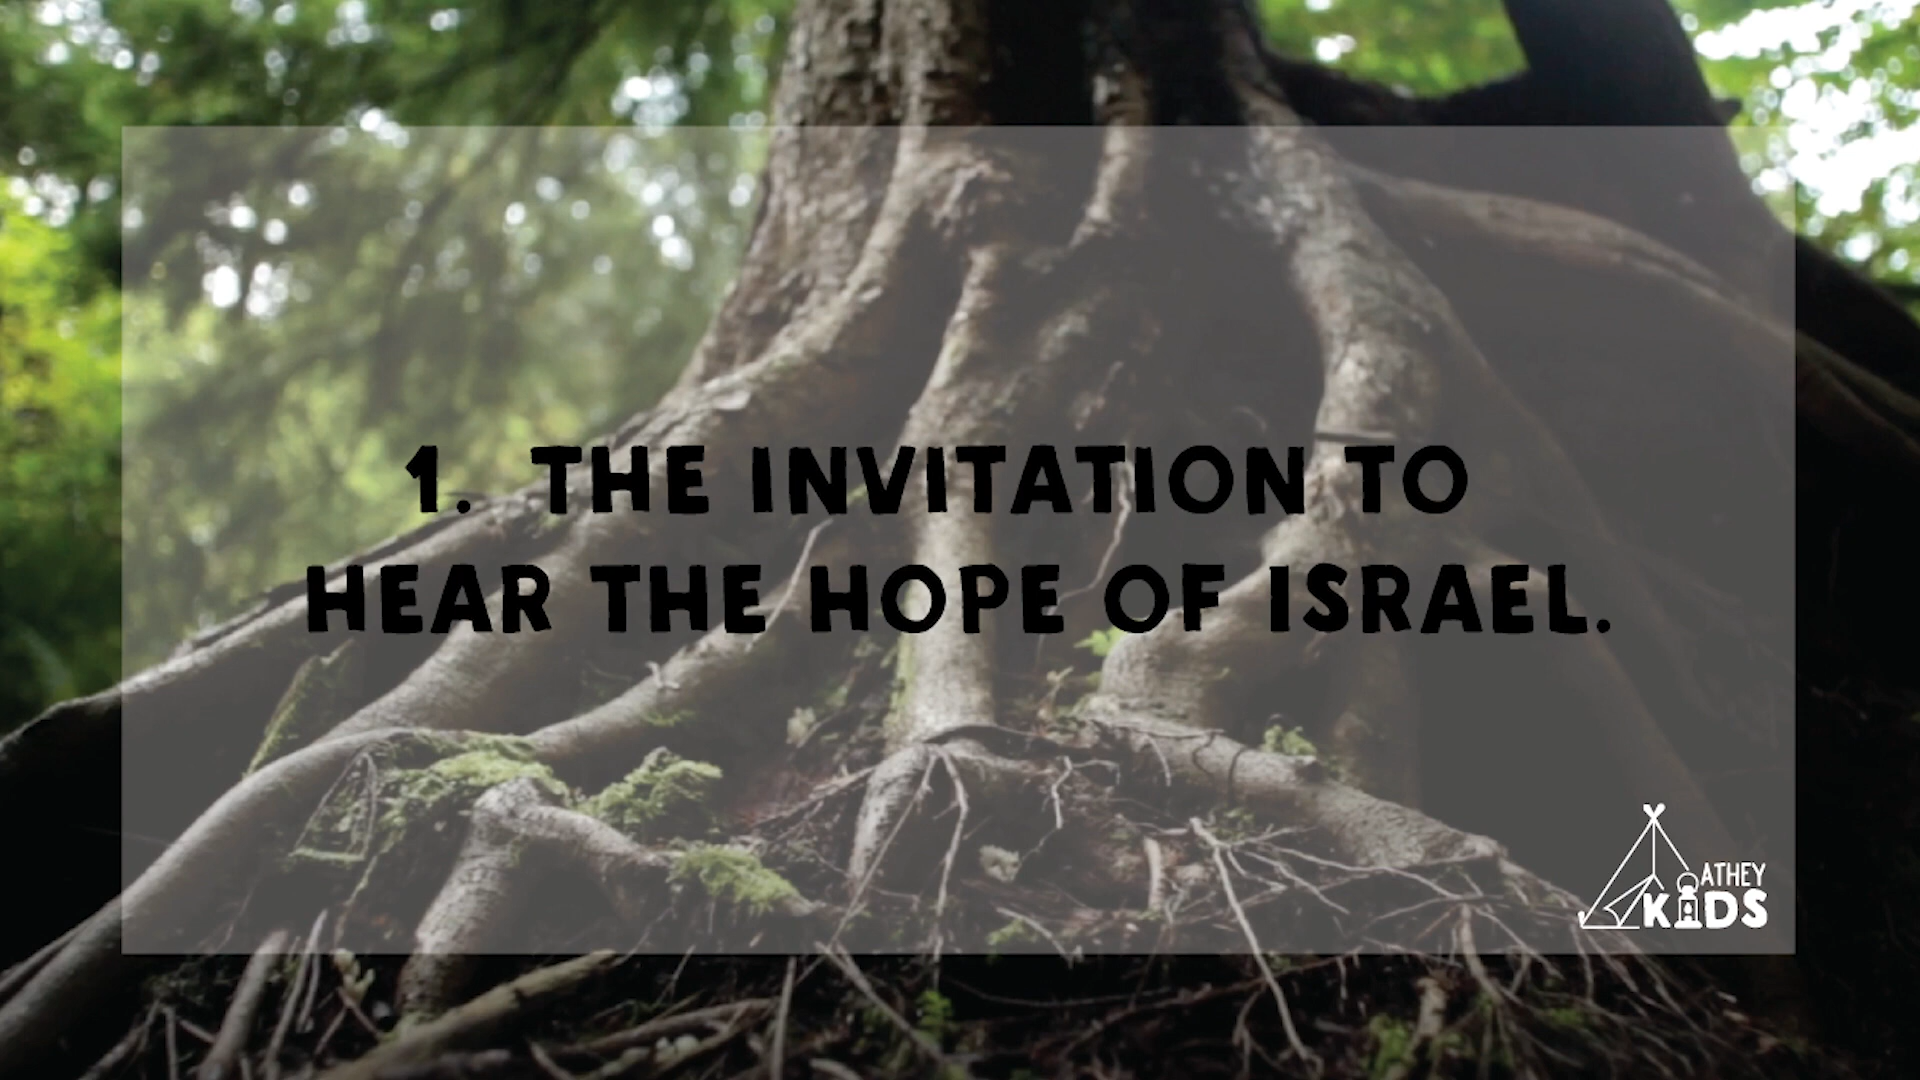 1. THE INVITATION TO
HEAR THE HOPE OF ISRAEL.
ATHEY
KIDS